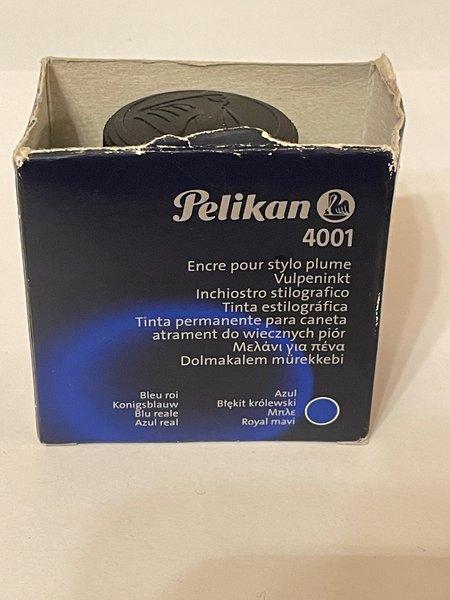 Pelikan
4001
Encre pour stylo plume
Vulpeninkt
Inchiostro stilografico
Tinta estilográfica
Tinta permanente para caneta
atrament do wiecznych piór
Μελάνι για πένα
Dolmakalem mürekkebi
Bleu roi
Konigsblauw
Blu reale
Azul real
Azul
Błękit królewski
Μπλε
Royal mavi